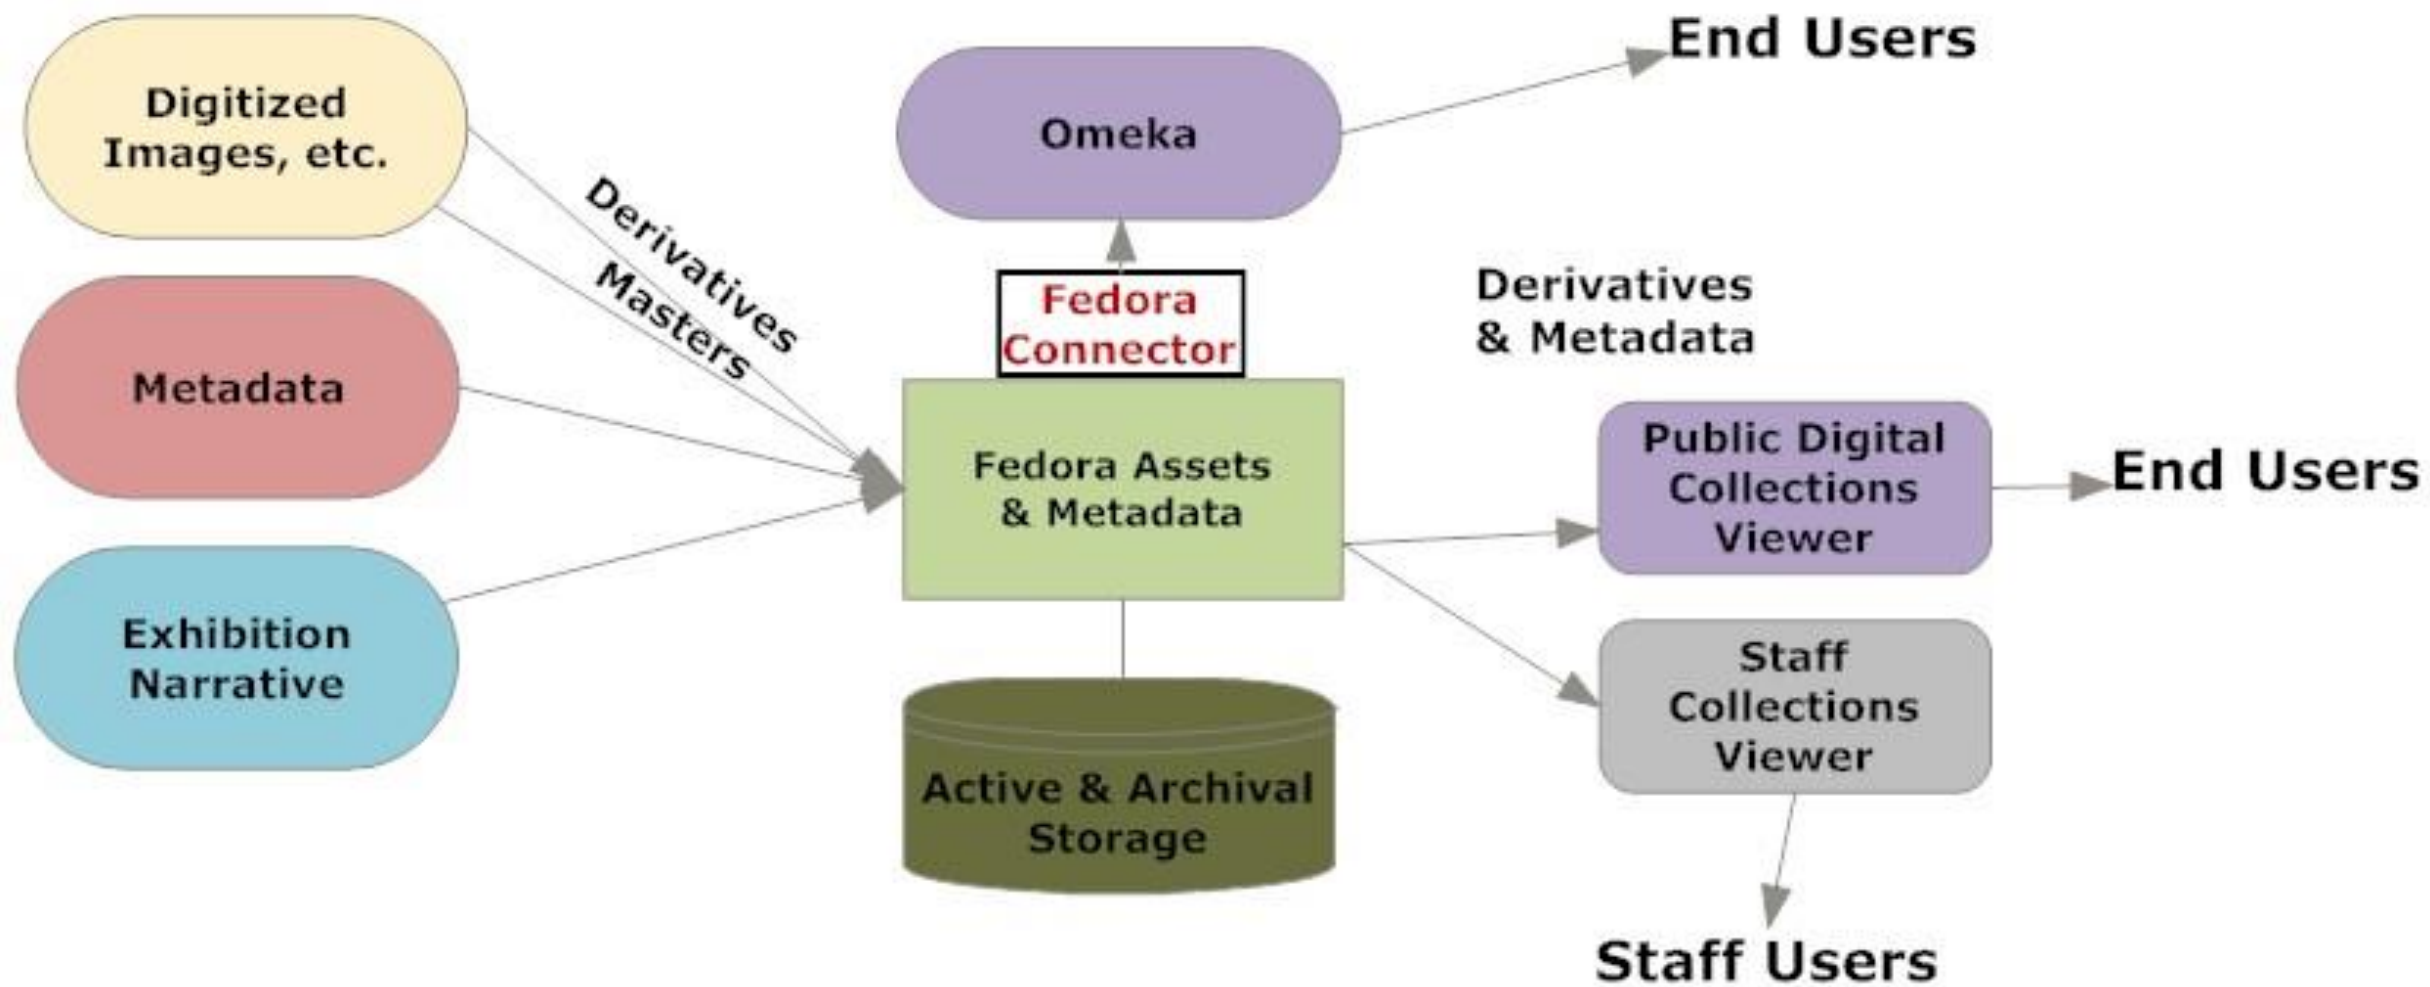 Digitized
Images, etc.
Metadata
Exhibition
Narrative
Derivatives
Masters
Omeka
Fedora
Connector
Fedora Assets
& Metadata
Active & Archival
Storage
End Users
Derivatives
& Metadata
Public Digital
Collections
Viewer
End Users
Staff
Collections
Viewer
Staff Users